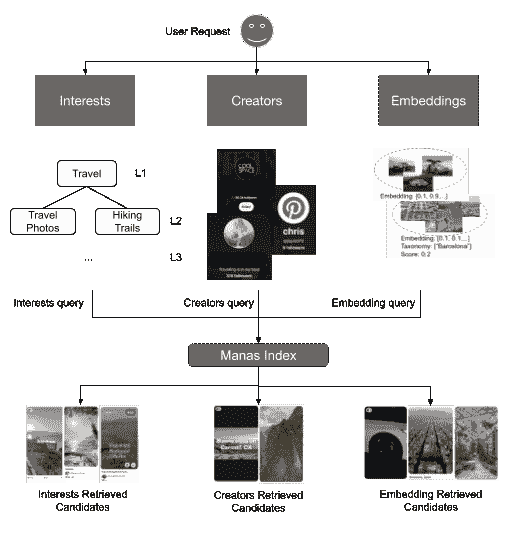 User Request
Interests
Creators
Embeddings
Travel
L1
Travel
Photos
Hiking
Trails
L2
...
L3
COOL
SPACE
chris
Embedding: [0.1, 0.9, ...]
Embedding: [0.1, 0.1, ...]
Taxonomy: ["Barcelona"]
Score: 0.2
Interests query
Creators query
Embedding query
Manas Index
Interests Retrieved
Candidates
Creators Retrieved
Candidates
Embedding Retrieved
Candidates